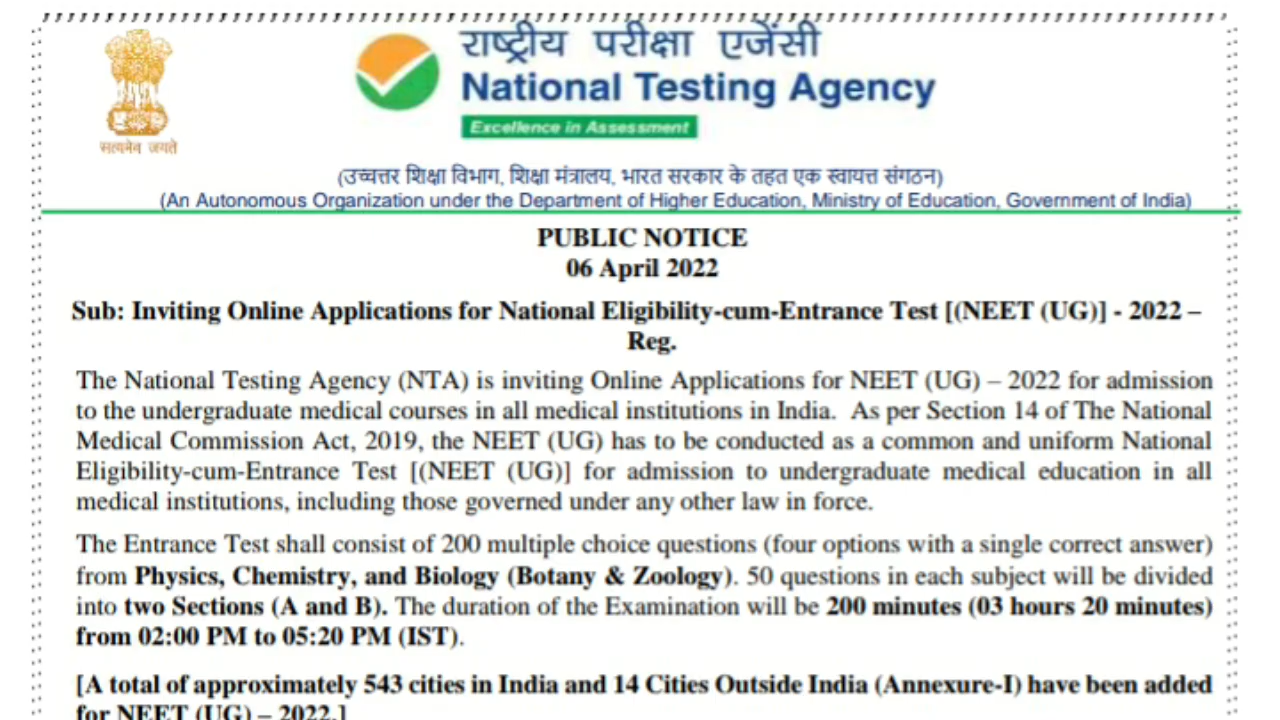 सत्यमेव जयते
राष्ट्रीय परीक्षा एजेंसी
National Testing Agency
Excellence in Assessment
(उच्चत्तर शिक्षा विभाग, शिक्षा मंत्रालय, भारत सरकार के तहत एक स्वायत्त संगठन)
(An Autonomous Organization under the Department of Higher Education, Ministry of Education, Government of India)
PUBLIC NOTICE
06 April 2022
Sub: Inviting Online Applications for National Eligibility-cum-Entrance Test [(NEET (UG)] - 2022 –
Reg.
The National Testing Agency (NTA) is inviting Online Applications for NEET (UG) – 2022 for admission
to the undergraduate medical courses in all medical institutions in India. As per Section 14 of The National
Medical Commission Act, 2019, the NEET (UG) has to be conducted as a common and uniform National
Eligibility-cum-Entrance Test [(NEET (UG)] for admission to undergraduate medical education in all
medical institutions, including those governed under any other law in force.
The Entrance Test shall consist of 200 multiple choice questions (four options with a single correct answer)
from Physics, Chemistry, and Biology (Botany & Zoology). 50 questions in each subject will be divided
into two Sections (A and B). The duration of the Examination will be 200 minutes (03 hours 20 minutes)
from 02:00 PM to 05:20 PM (IST).
[A total of approximately 543 cities in India and 14 Cities Outside India (Annexure-I) have been added
for NEET (UG) – 2022.]